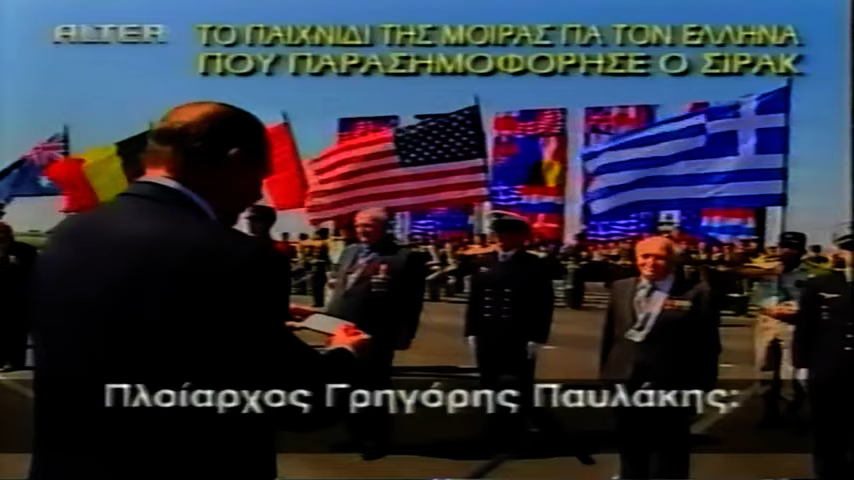 ALTER
ΤΟ ΠΑΙΧΝΙΔΙ ΤΗΣ ΜΟΙΡΑΣ ΓΙΑ ΤΟΝ ΕΛΛΗΝΑ
ΠΟΥ ΠΑΡΑΣΗΜΟΦΟΡΗΣΕ Ο ΣΙΡΑΚ
Πλοίαρχος Γρηγόρης Παυλάκης: